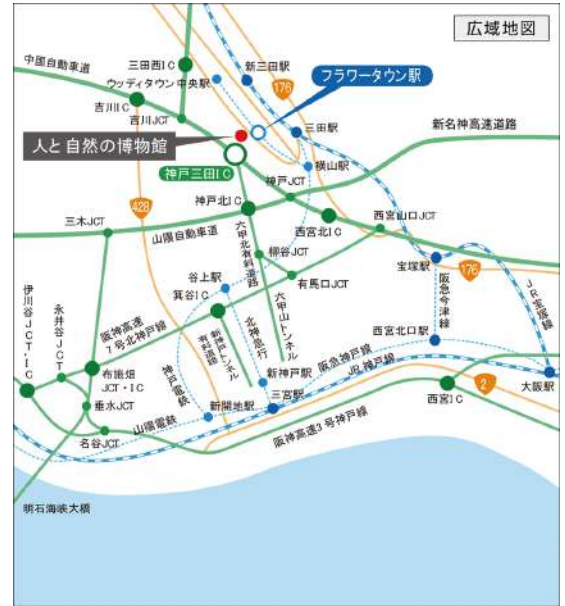 広域地図
中国自動車道
三田西IC
新三田駅
フラワータウン駅
ウッディタウン中央駅
176
吉川IC
吉川JCT
三田駅
新名神高速道路
人と自然の博物館
横山駅
神戸三田IC
神戸JCT
428
神戸北IC
西宮北IC
西宮山口JCT
三木JCT
山陽自動車道
六甲北有料道路
柳谷JCT
宝塚駅
176
谷上駅
有馬口JCT
箕谷IC
伊川谷JCT・IC
永井谷JCT
阪神高速
7号北神戸線
新神戸トンネル
有料道路
北神急行
六甲山トンネル
阪急今津線
JR宝塚線
西宮北口駅
布施畑
JCT・IC
神戸電鉄
新神戸駅
阪急神戸線
JR神戸線
大阪駅
垂水JCT
山陽電鉄
新開地駅
三宮駅
西宮IC
2
名谷JCT
阪神高速3号神戸線
明石海峡大橋